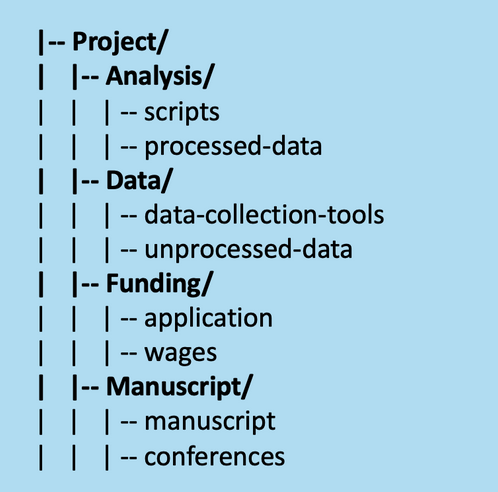 |-- Project/
|   |-- Analysis/
|   |   | -- scripts
|   |   | -- processed-data
|   |-- Data/
|   |   | -- data-collection-tools
|   |   | -- unprocessed-data
|   |-- Funding/
|   |   | -- application
|   |   | -- wages
|   |-- Manuscript/
|   |   | -- manuscript
|   |   | -- conferences